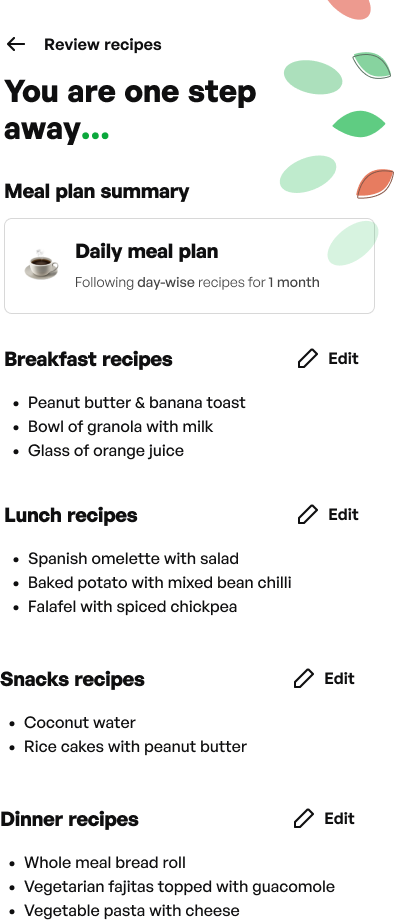 Review recipes
You are one step
away...
Meal plan summary
Daily meal plan
Following day-wise recipes for 1 month
Breakfast recipes
Edit
• Peanut butter & banana toast
• Bowl of granola with milk
• Glass of orange juice
Lunch recipes
Edit
• Spanish omelette with salad
• Baked potato with mixed bean chilli
• Falafel with spiced chickpea
Snacks recipes
Edit
• Coconut water
• Rice cakes with peanut butter
Dinner recipes
Edit
• Whole meal bread roll
• Vegetarian fajitas topped with guacomole
• Vegetable pasta with cheese